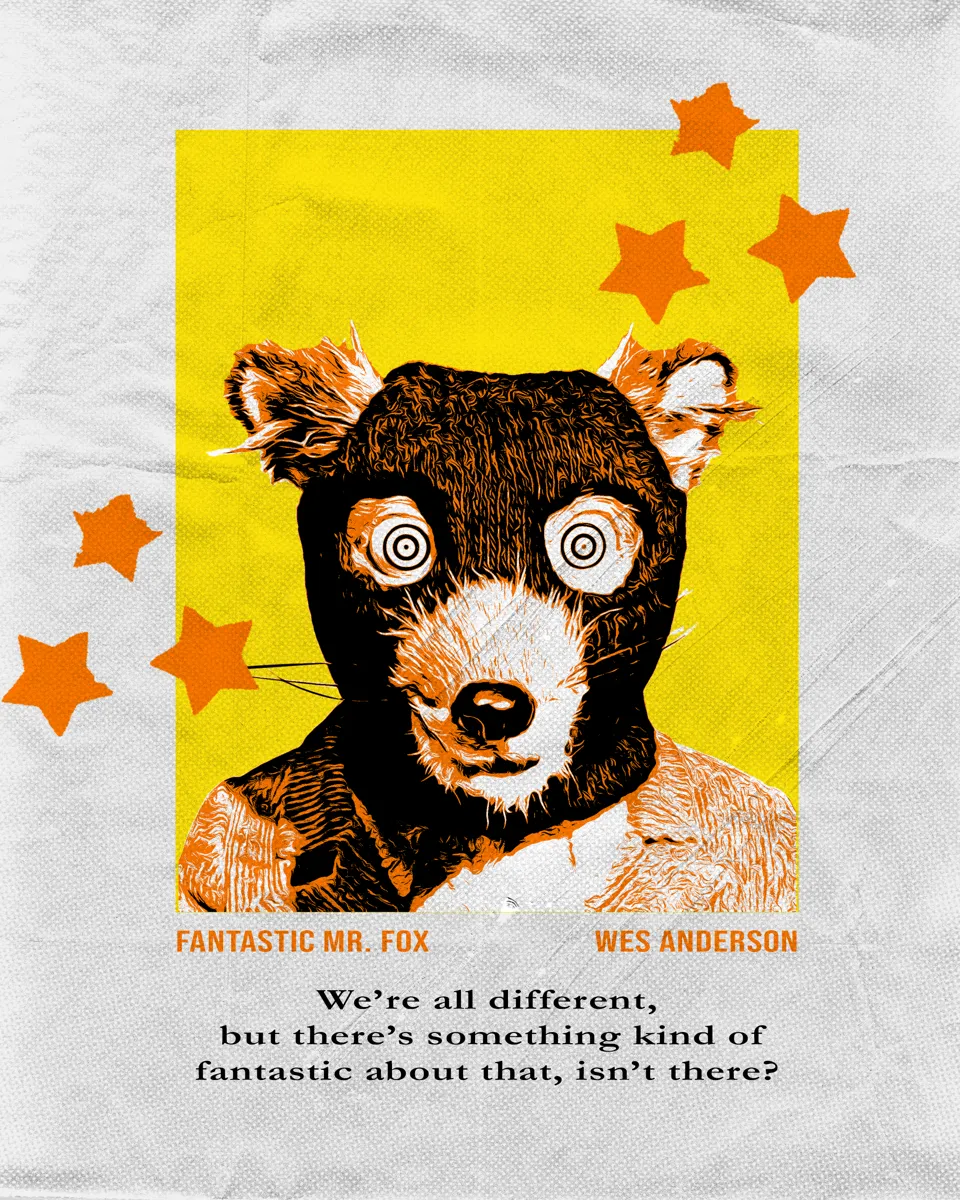 FANTASTIC MR. FOX
WES ANDERSON
We’re all different,
but there’s something kind of
fantastic about that, isn’t there?